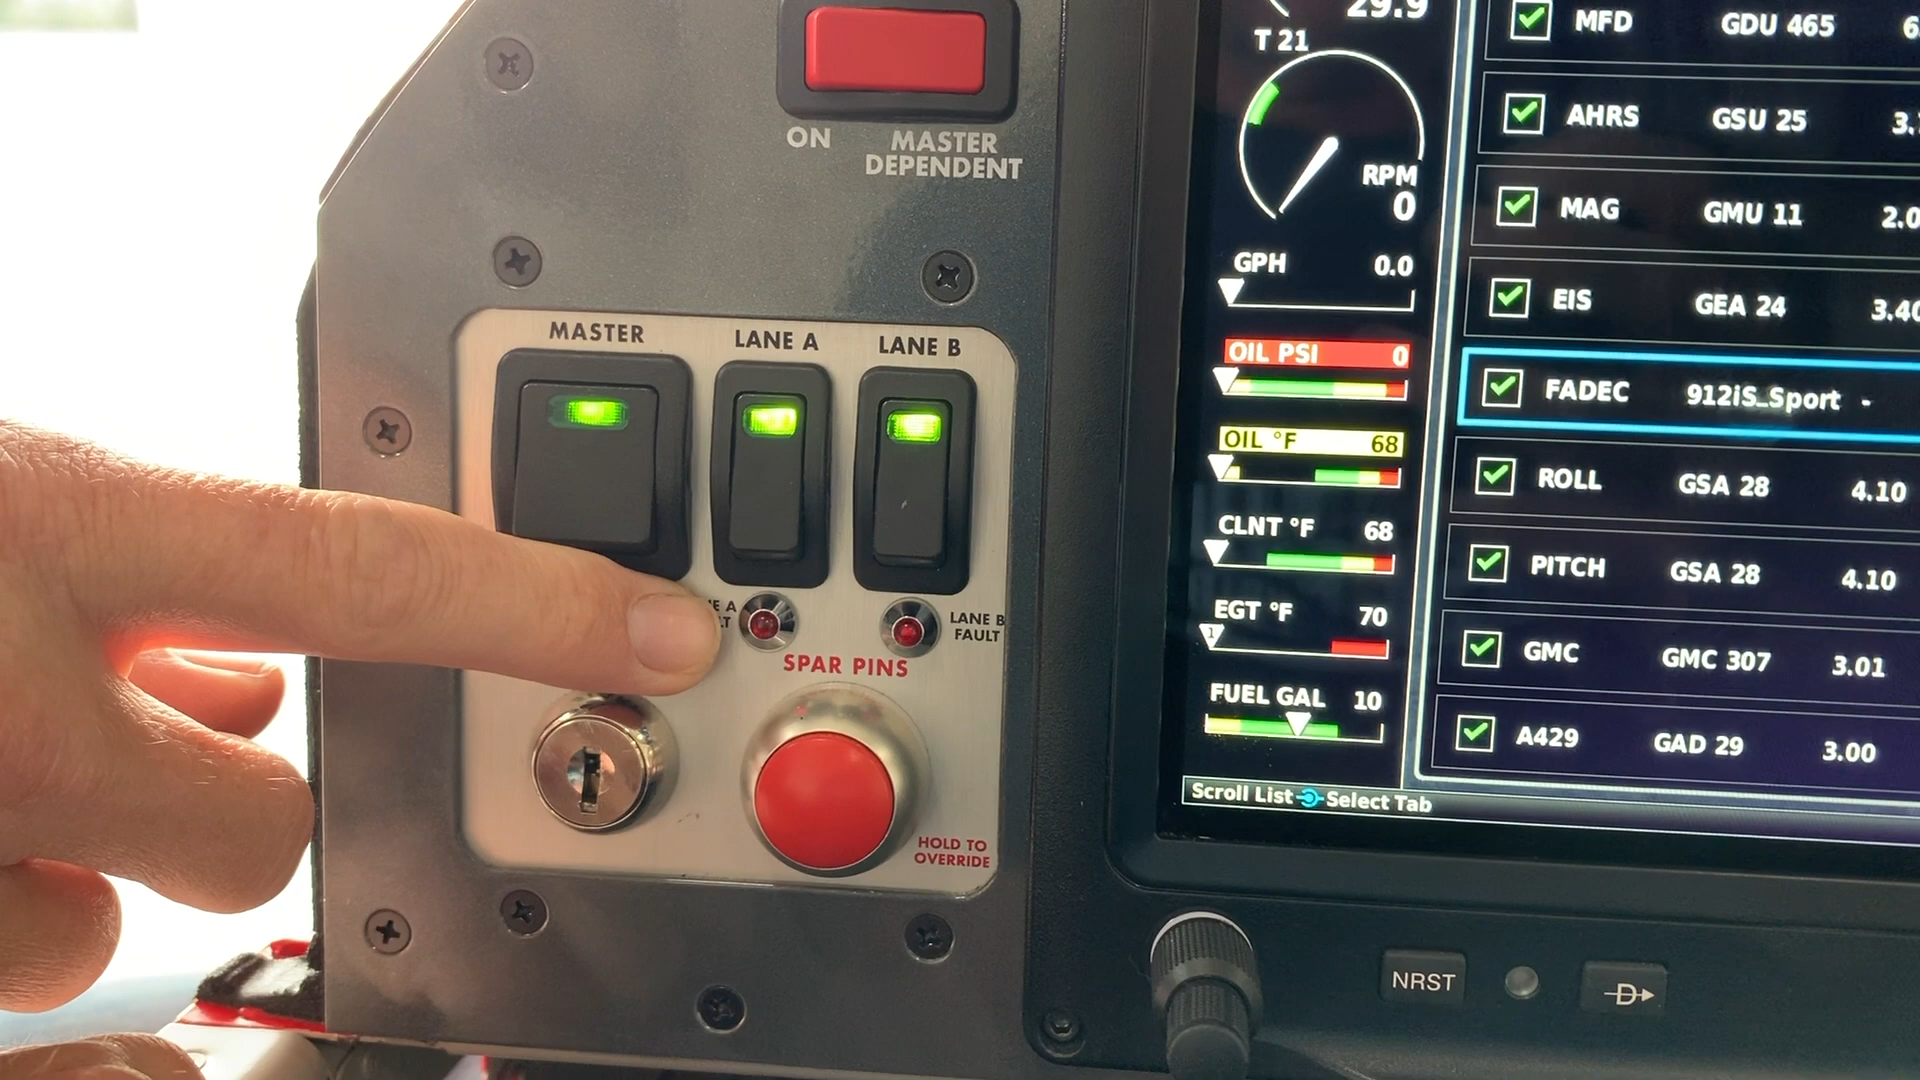 ON
MASTER
DEPENDENT
MASTER
LANE A
LANE B
LANE B
FAULT
SPAR PINS
HOLD TO
OVERRIDE
29.9
T 21
RPM
0
GPH 0.0
OIL PSI 0
OIL °F 68
CLNT °F 68
EGT °F 70
1
FUEL GAL 10
MFD GDU 465
AHRS GSU 25
MAG GMU 11
EIS GEA 24
FADEC 912iS_Sport -
ROLL GSA 28 4.10
PITCH GSA 28 4.10
GMC GMC 307 3.01
A429 GAD 29 3.00
Scroll List Select Tab
NRST
D